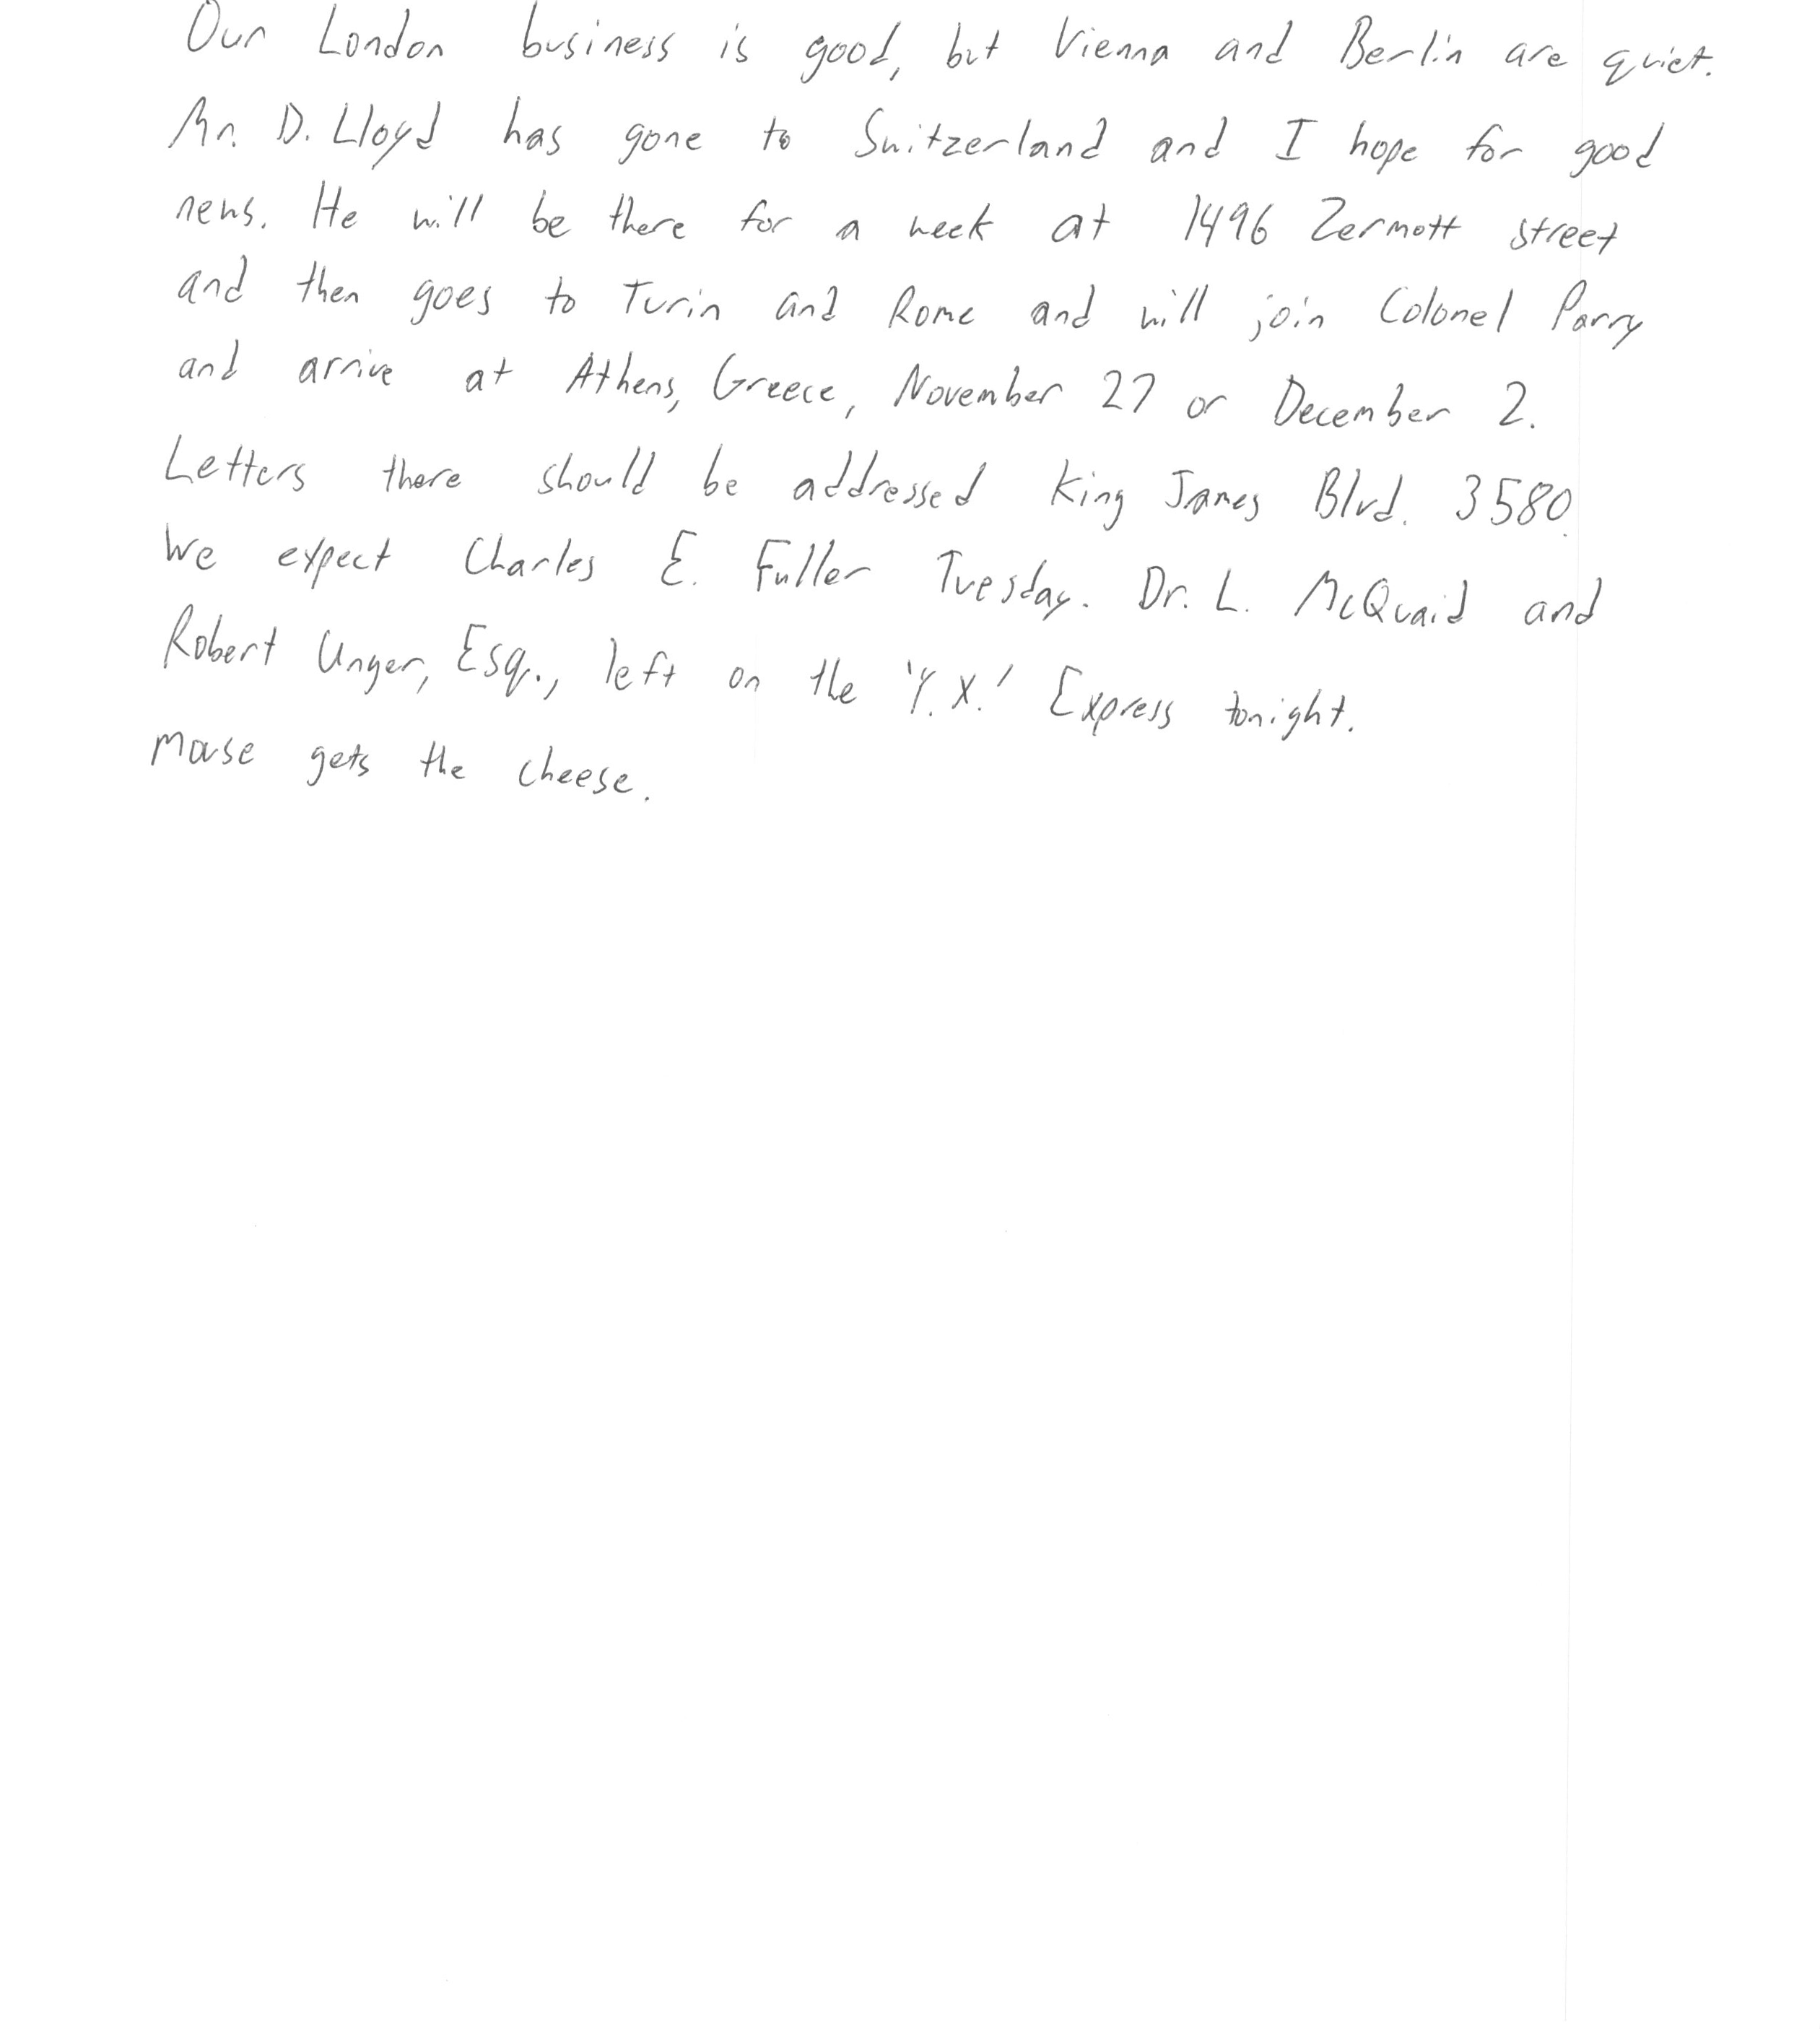 Our London business is good, but Vienna and Berlin are quiet.
Mr. D. Lloyd has gone to Switzerland and I hope for good
news. He will be there for a week at 1496 Zermott street
and then goes to Turin and Rome and will join Colonel Parry
and arrive at Athens, Greece, November 27 or December 2.
Letters there should be addressed King James Blvd. 3580.
We expect Charles E. Fuller Tuesday. Dr. L. McQuaid and
Robert Unger, Esq., left on the 'Y.X.' Express tonight.
Mouse gets the cheese.